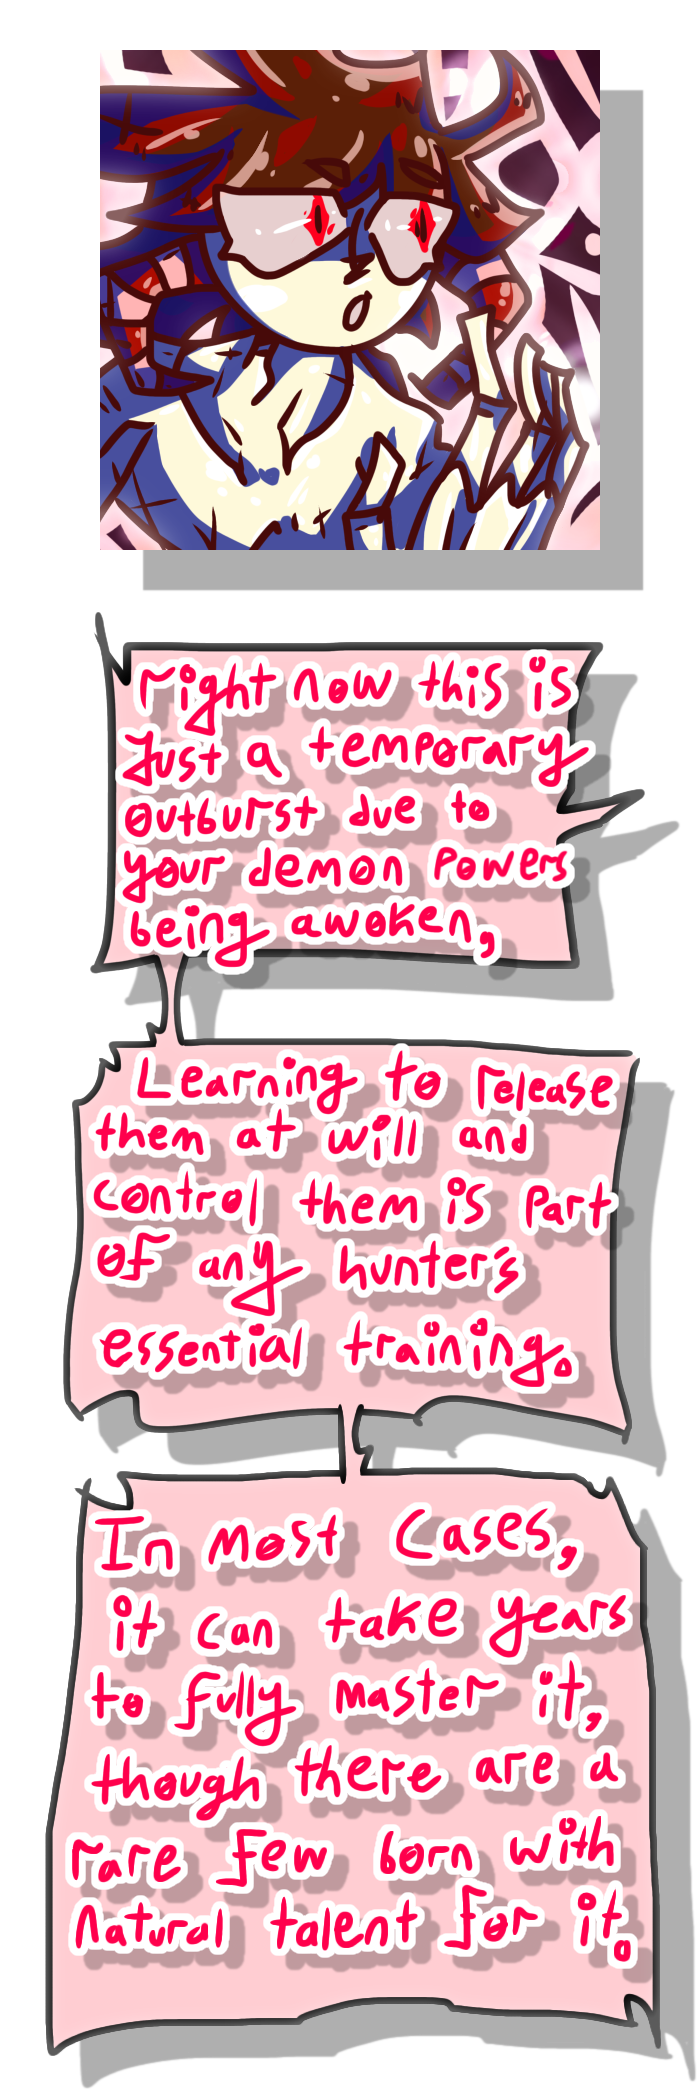 right now this is
Just a temporary
outburst due to
your demon powers
being awoken,
Learning to release
them at will and
control them is part
of any hunter's
essential training.
In most cases,
it can take years
to fully master it,
though there are a
rare few born with
natural talent for it.